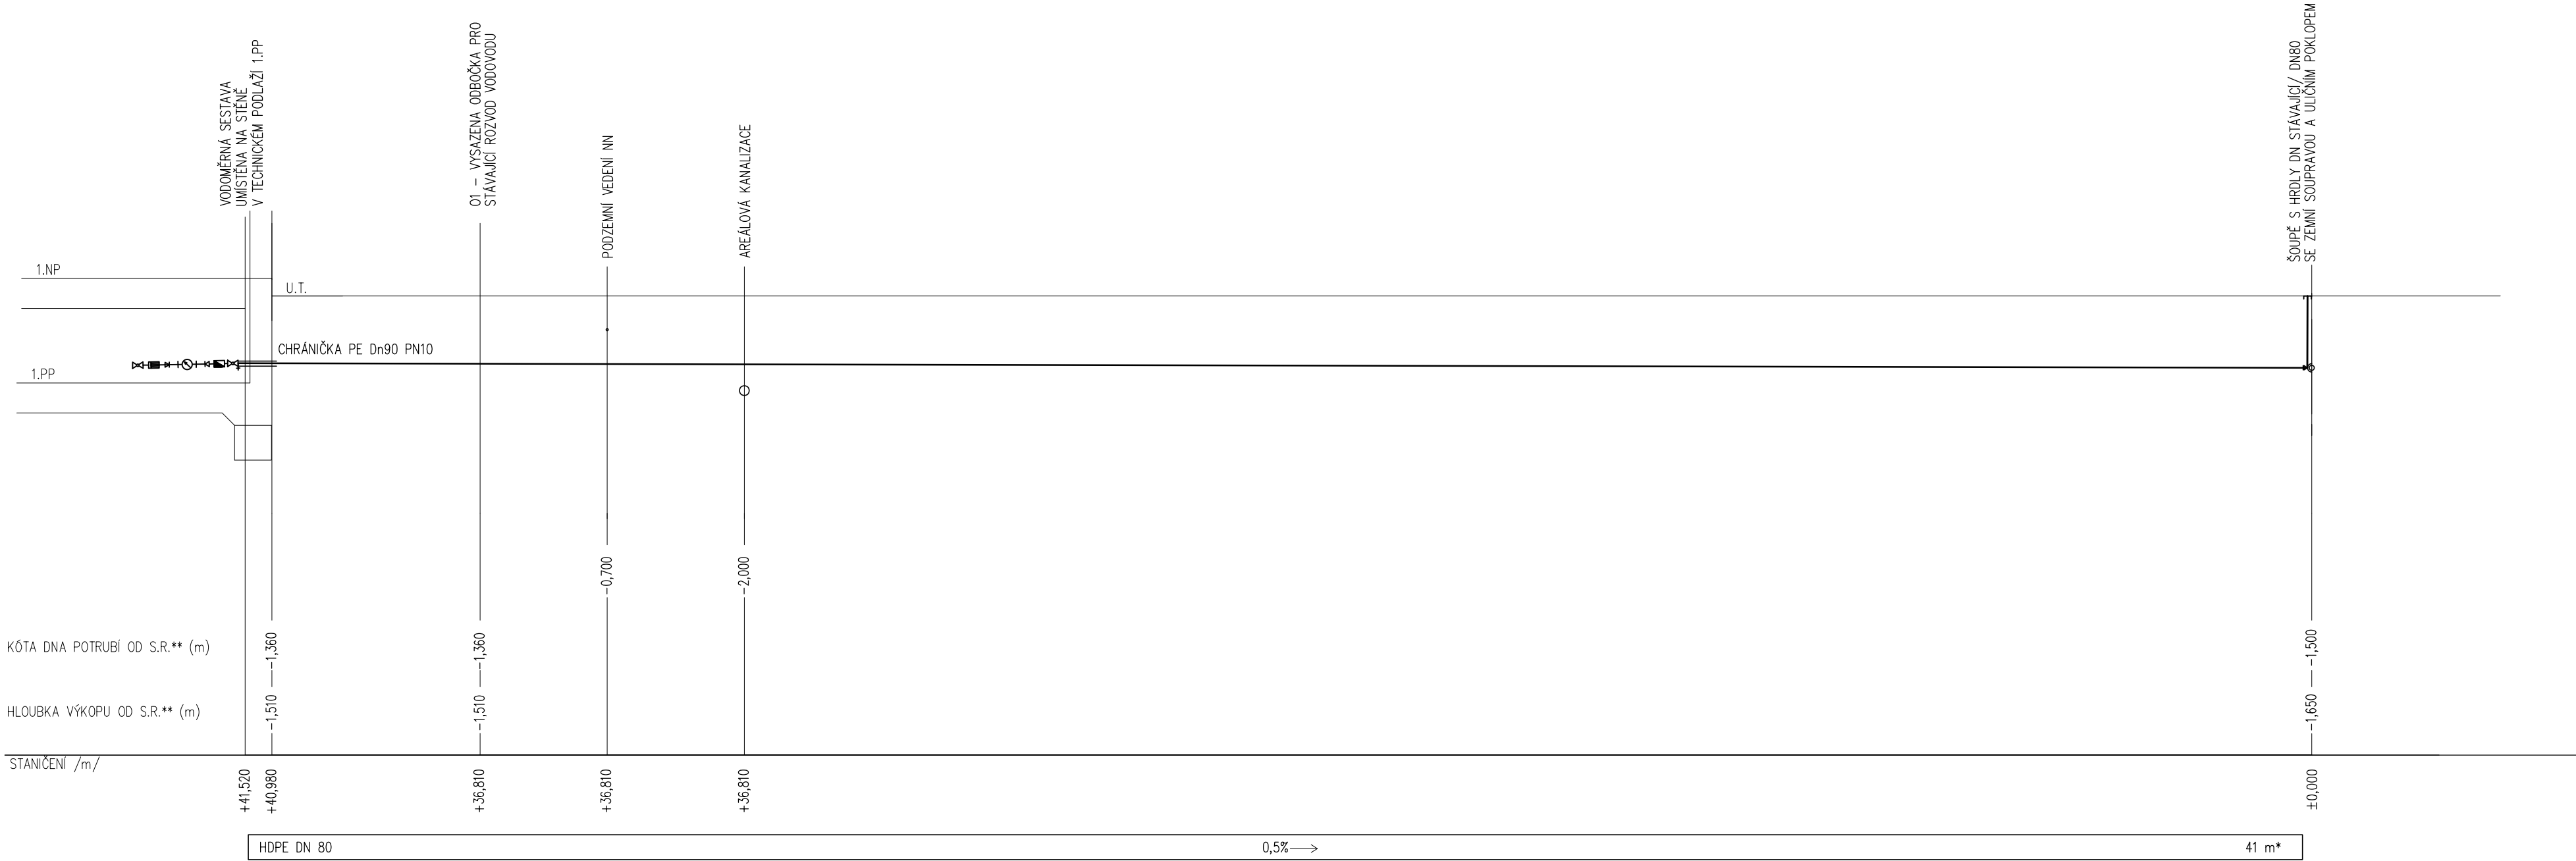 VODOMĚRNÁ SESTAVA
UMÍSTĚNA NA STĚNĚ
V TECHNICKÉM PODLAŽÍ 1.PP
01 – VYSAZENA ODBOČKA PRO
STÁVAJÍCÍ ROZVOD VODOVODU
PODZEMNÍ VEDENÍ NN
AREÁLOVÁ KANALIZACE
ŠOUPĚ S HRDLY DN STÁVAJÍCÍ/ DN80
SE ZEMNÍ SOUPRAVOU A ULIČNÍM POKLOPEM
1.NP
U.T.
CHRÁNIČKA PE Dn90 PN10
1.PP
-0,700
-2,000
KÓTA DNA POTRUBÍ OD S.R.** (m)
-1,360
-1,360
-1,500
HLOUBKA VÝKOPU OD S.R.** (m)
-1,510
-1,510
-1,650
STANIČENÍ /m/
+41,520
+40,980
+36,810
+36,810
+36,810
±0,000
HDPE DN 80
0,5%
41 m*